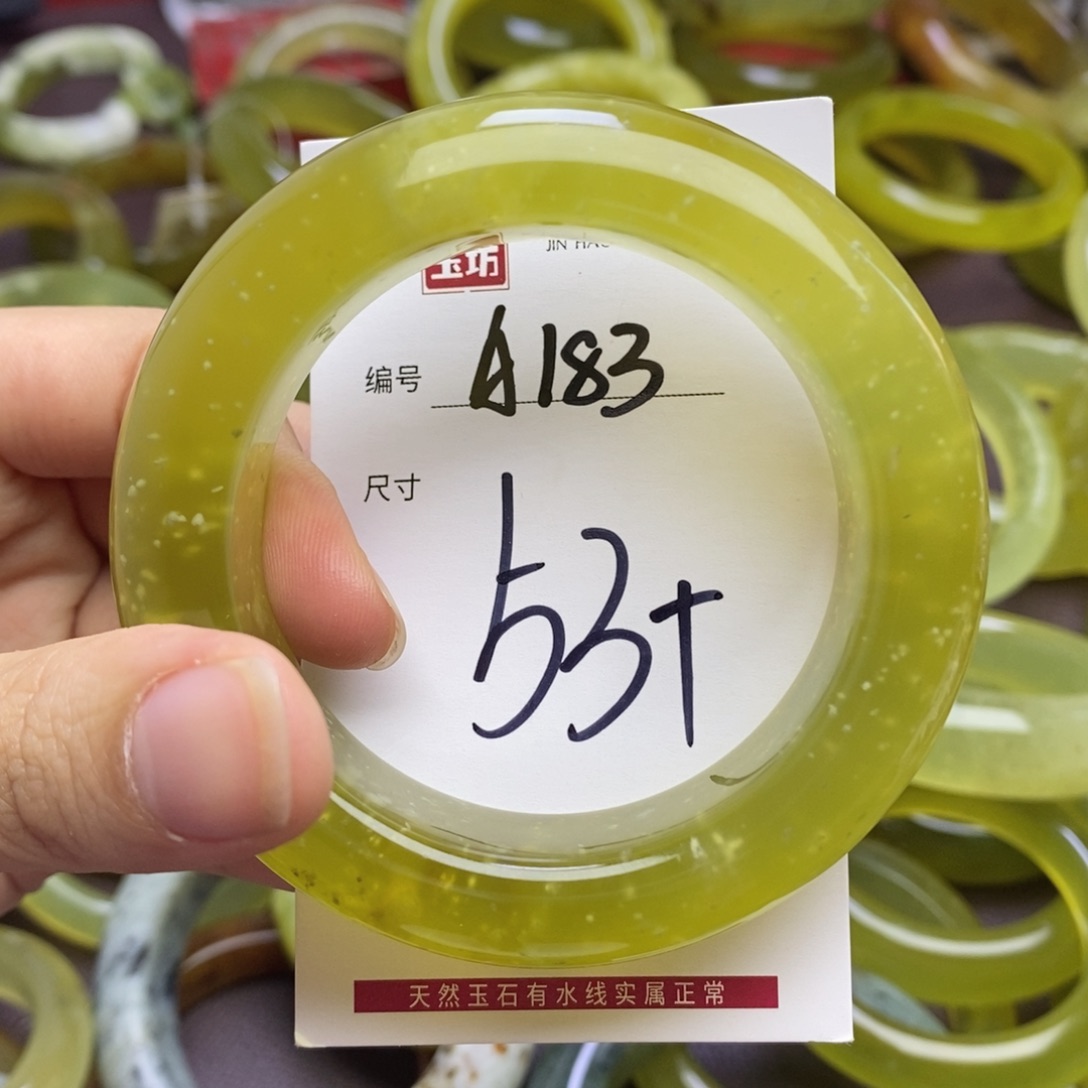 玉坊
JIN HAO
编号 A183
尺寸
53+
天然玉石有水线实属正常